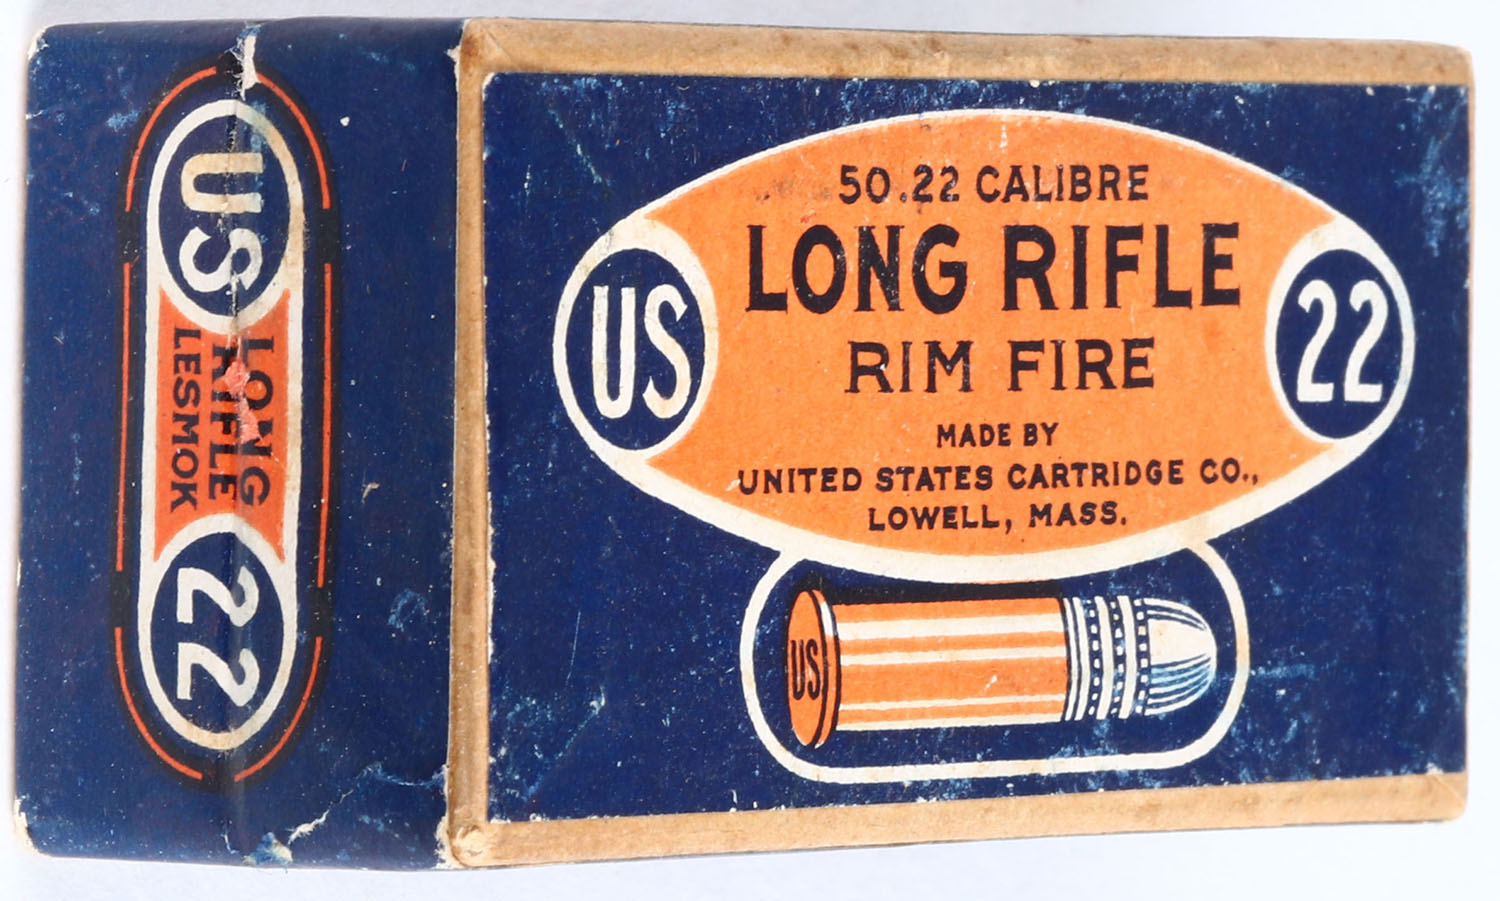 US
LONG
RIFLE
LESMOK
22
50.22 CALIBRE
LONG RIFLE
RIM FIRE
US
22
MADE BY
UNITED STATES CARTRIDGE CO.,
LOWELL, MASS.
US